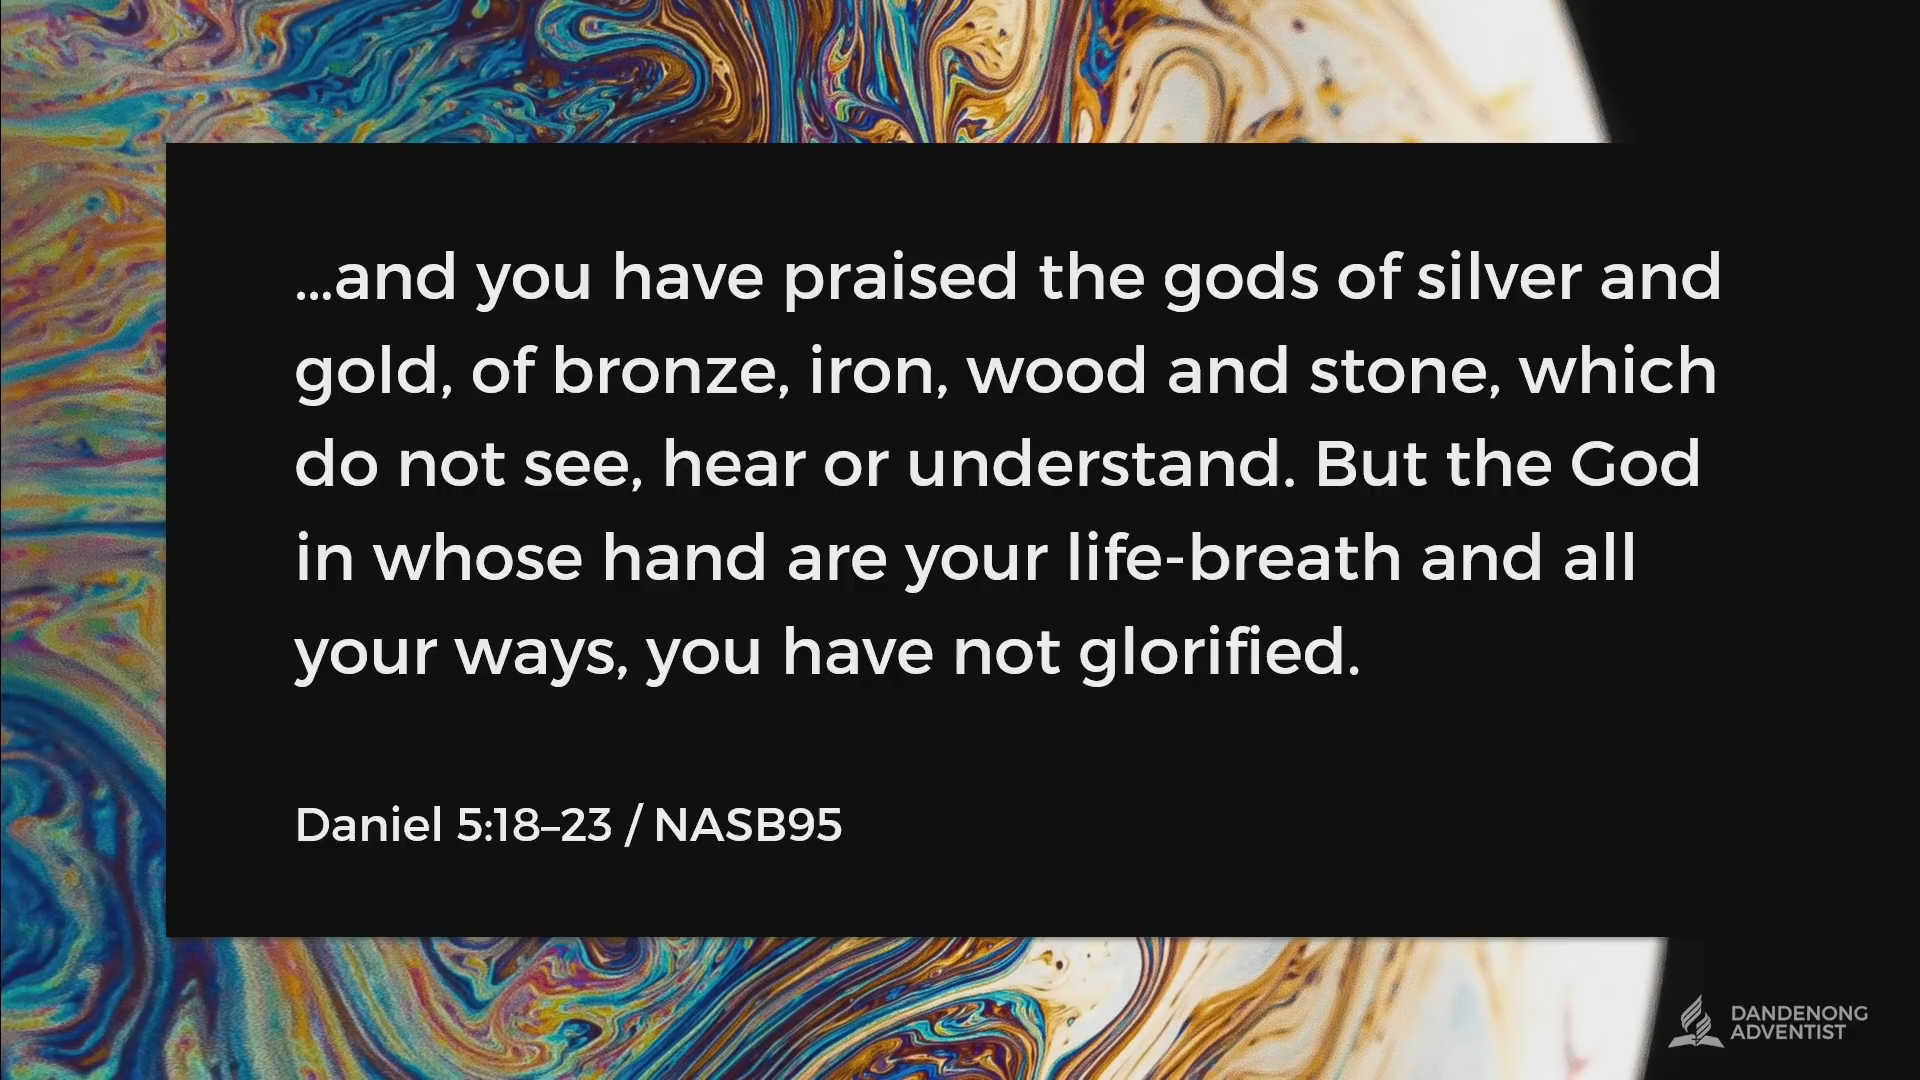 ...and you have praised the gods of silver and
gold, of bronze, iron, wood and stone, which
do not see, hear or understand. But the God
in whose hand are your life-breath and all
your ways, you have not glorified.
Daniel 5:18–23 / NASB95
DANDENONG
ADVENTIST